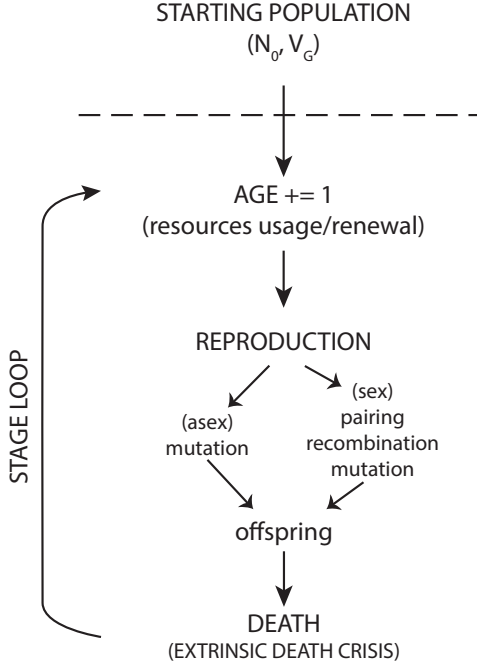 STARTING POPULATION
(N₀, V_G)
AGE += 1
(resources usage/renewal)
REPRODUCTION
(asex)
mutation
(sex)
pairing
recombination
mutation
offspring
DEATH
(EXTRINSIC DEATH CRISIS)
STAGE LOOP